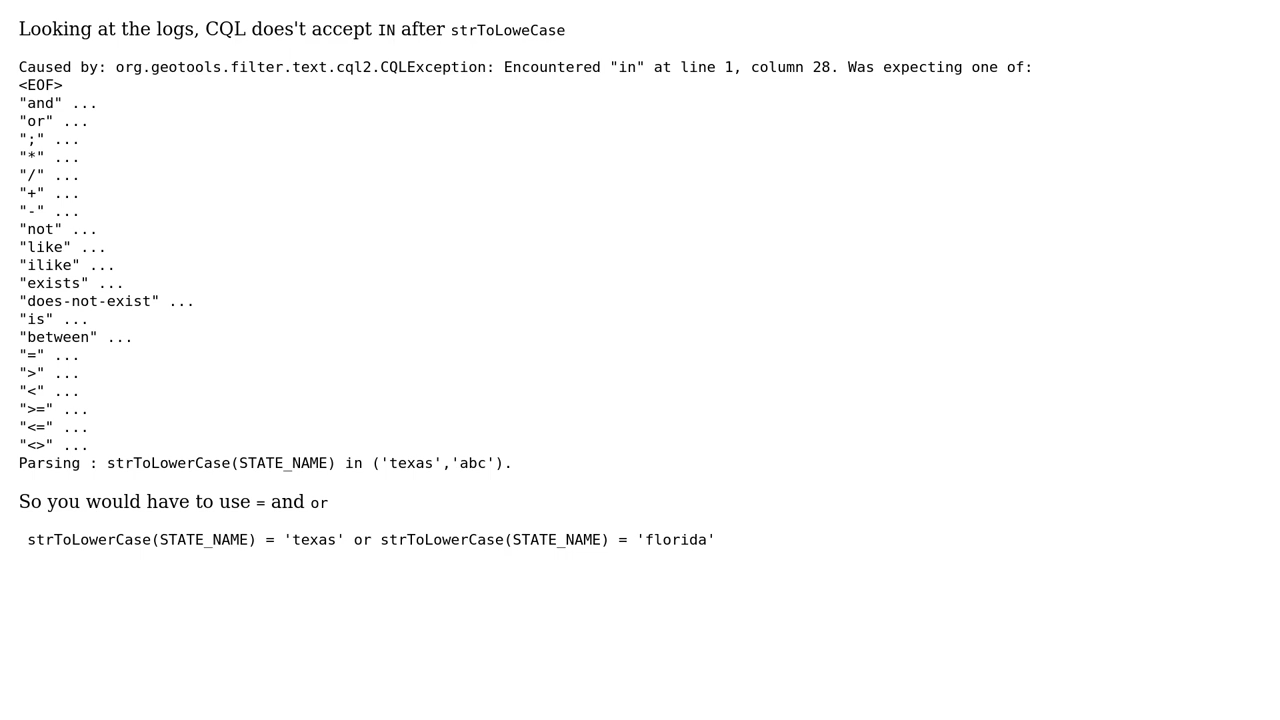 Looking at the logs, CQL does't accept IN after strToLoweCase
Caused by: org.geotools.filter.text.cql2.CQLException: Encountered "in" at line 1, column 28. Was expecting one of:
<EOF>
"and" ...
"or" ...
";" ...
"*" ...
"/" ...
"+" ...
"-" ...
"not" ...
"like" ...
"ilike" ...
"exists" ...
"does-not-exist" ...
"is" ...
"between" ...
"=" ...
">" ...
"<" ...
">=" ...
"<=" ...
"<>" ...
Parsing : strToLowerCase(STATE_NAME) in ('texas','abc').
So you would have to use = and or
strToLowerCase(STATE_NAME) = 'texas' or strToLowerCase(STATE_NAME) = 'florida'